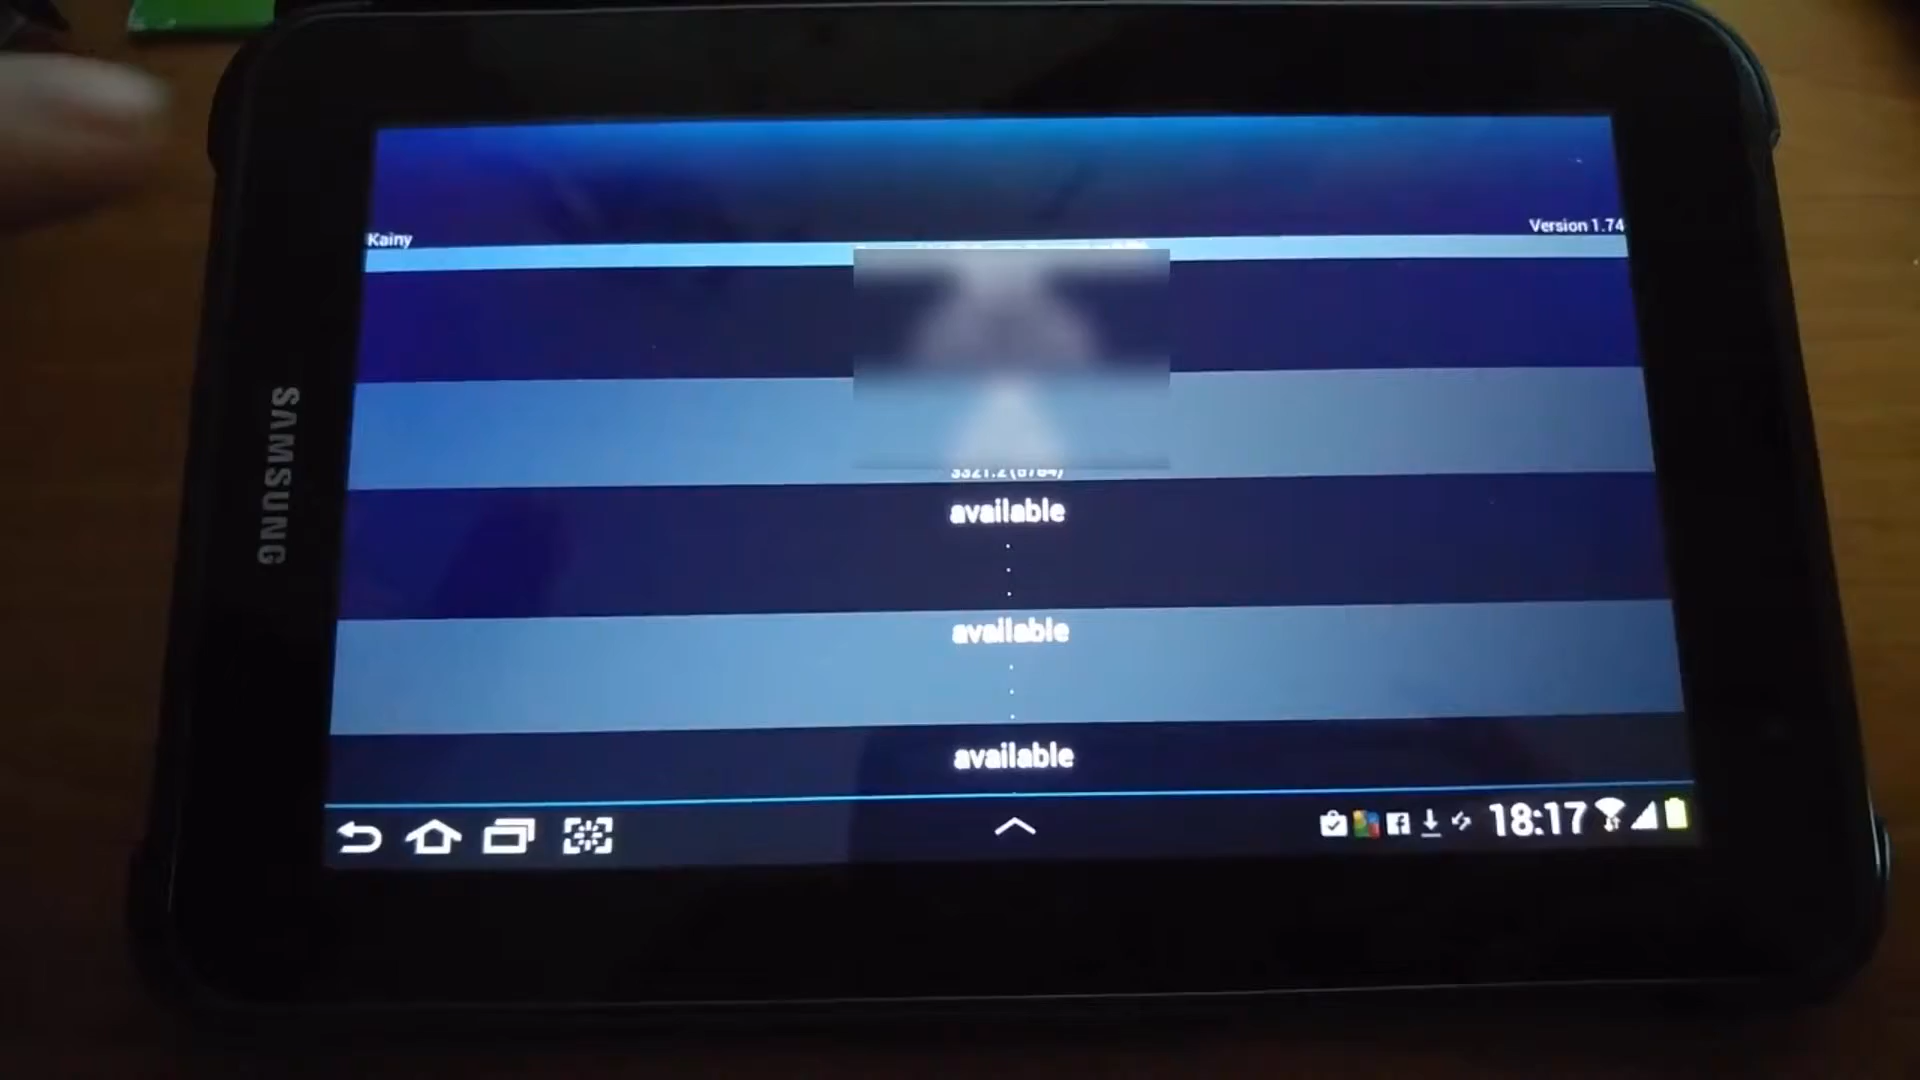 Kainy
Version 1.74
SAMSUNG
available
.
.
.
available
.
.
.
available
18:17